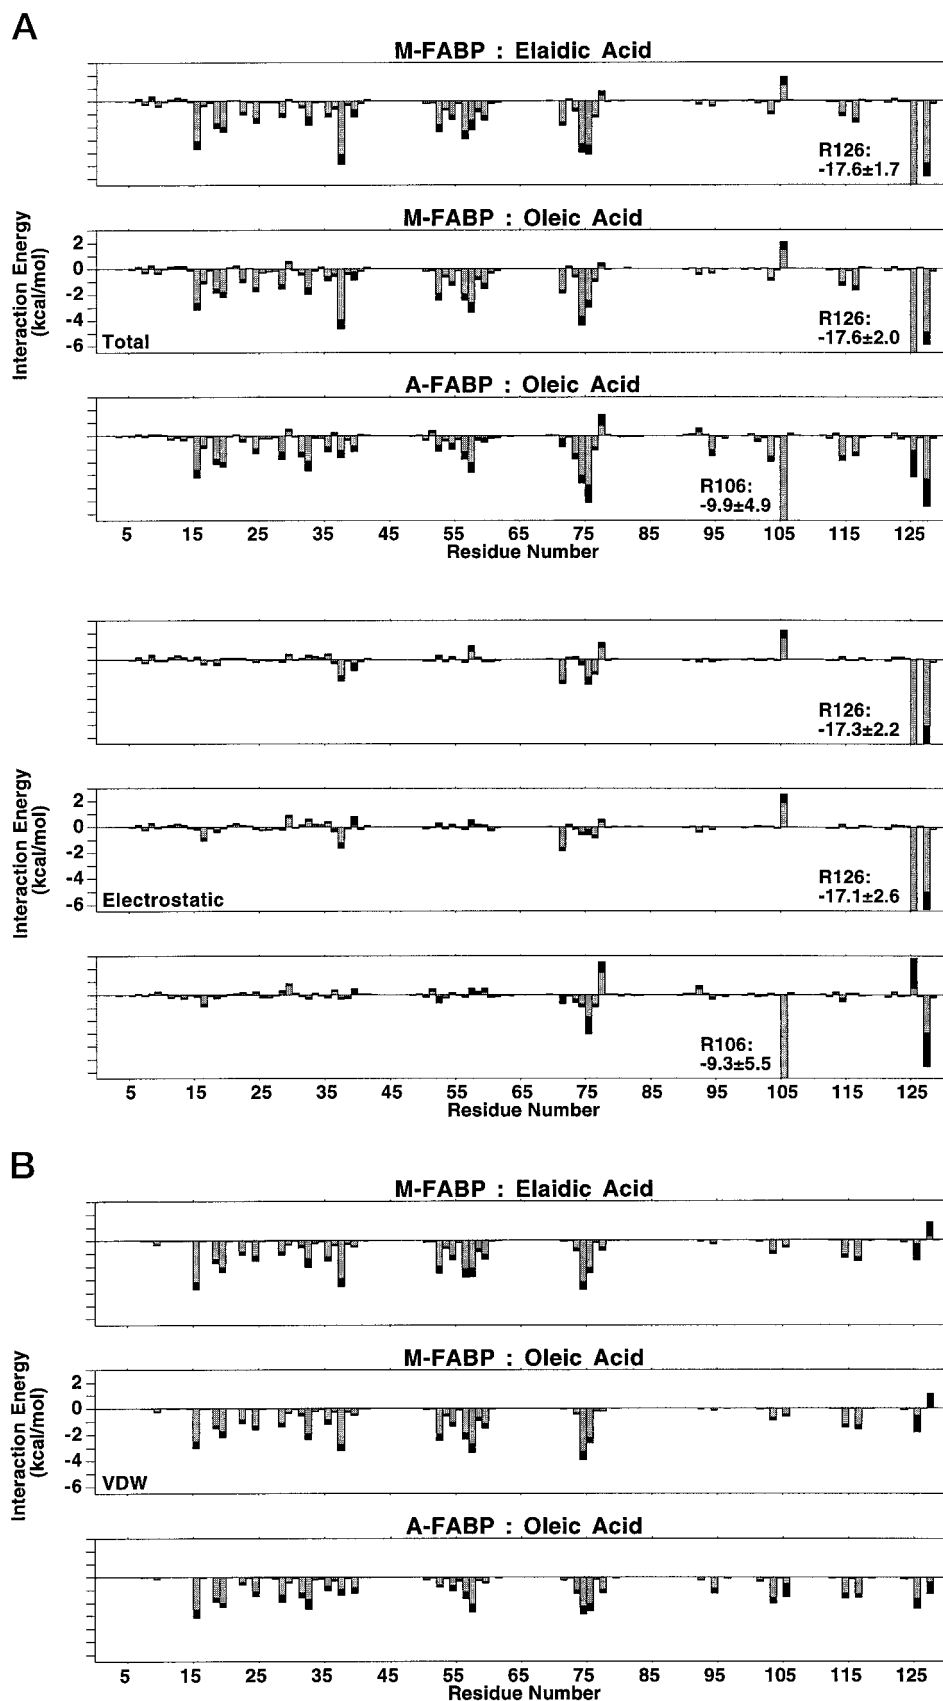 A
M-FABP : Elaidic Acid
R126:
-17.6±1.7
M-FABP : Oleic Acid
Interaction Energy
(kcal/mol)
2
0
-2
-4
-6
Total
R126:
-17.6±2.0
A-FABP : Oleic Acid
R106:
-9.9±4.9
5 15 25 35 45 55 65 75 85 95 105 115 125
Residue Number
R126:
-17.3±2.2
Interaction Energy
(kcal/mol)
2
0
-2
-4
-6
Electrostatic
R126:
-17.1±2.6
R106:
-9.3±5.5
5 15 25 35 45 55 65 75 85 95 105 115 125
Residue Number
B
M-FABP : Elaidic Acid
M-FABP : Oleic Acid
Interaction Energy
(kcal/mol)
2
0
-2
-4
-6
VDW
A-FABP : Oleic Acid
5 15 25 35 45 55 65 75 85 95 105 115 125
Residue Number